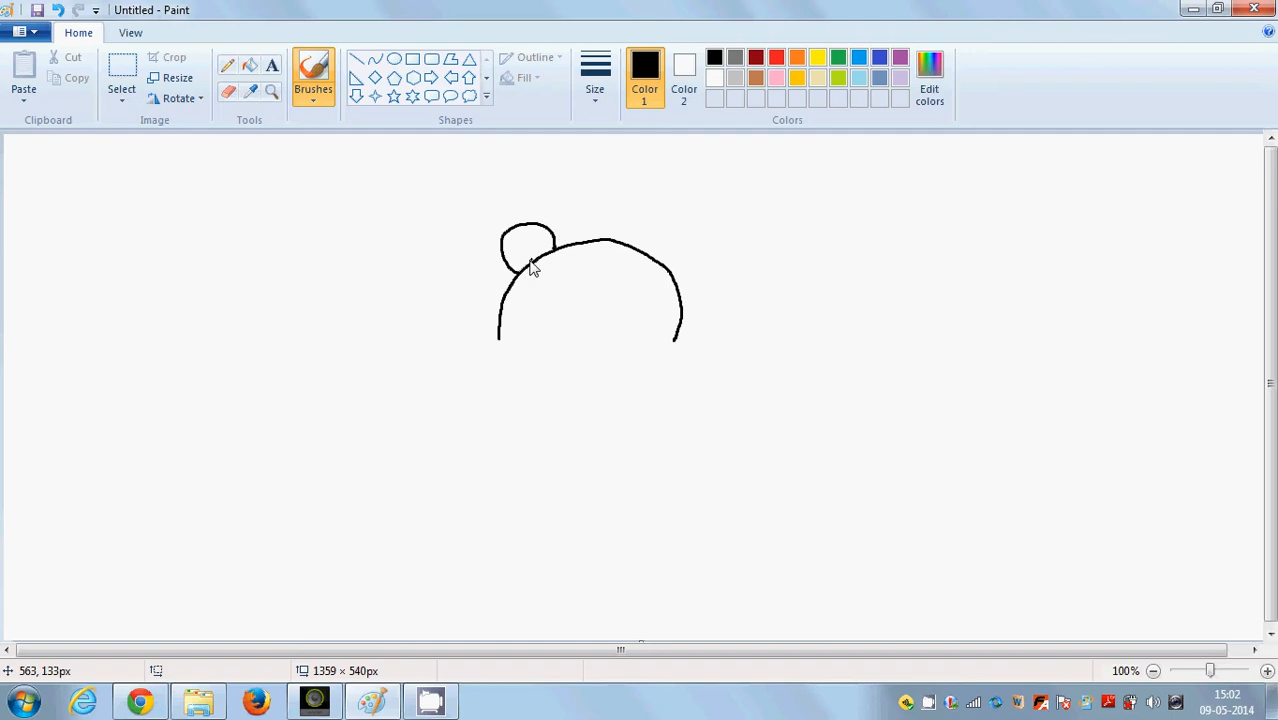 Untitled - Paint
Home View
Paste
Cut
Copy
Clipboard
Select
Crop
Resize
Rotate
Image
A
Tools
Brushes
Outline
Fill
Shapes
Size
Color 1
Color 2
Edit colors
Colors
563, 133px
1359 × 540px
100%
15:02
09-05-2014